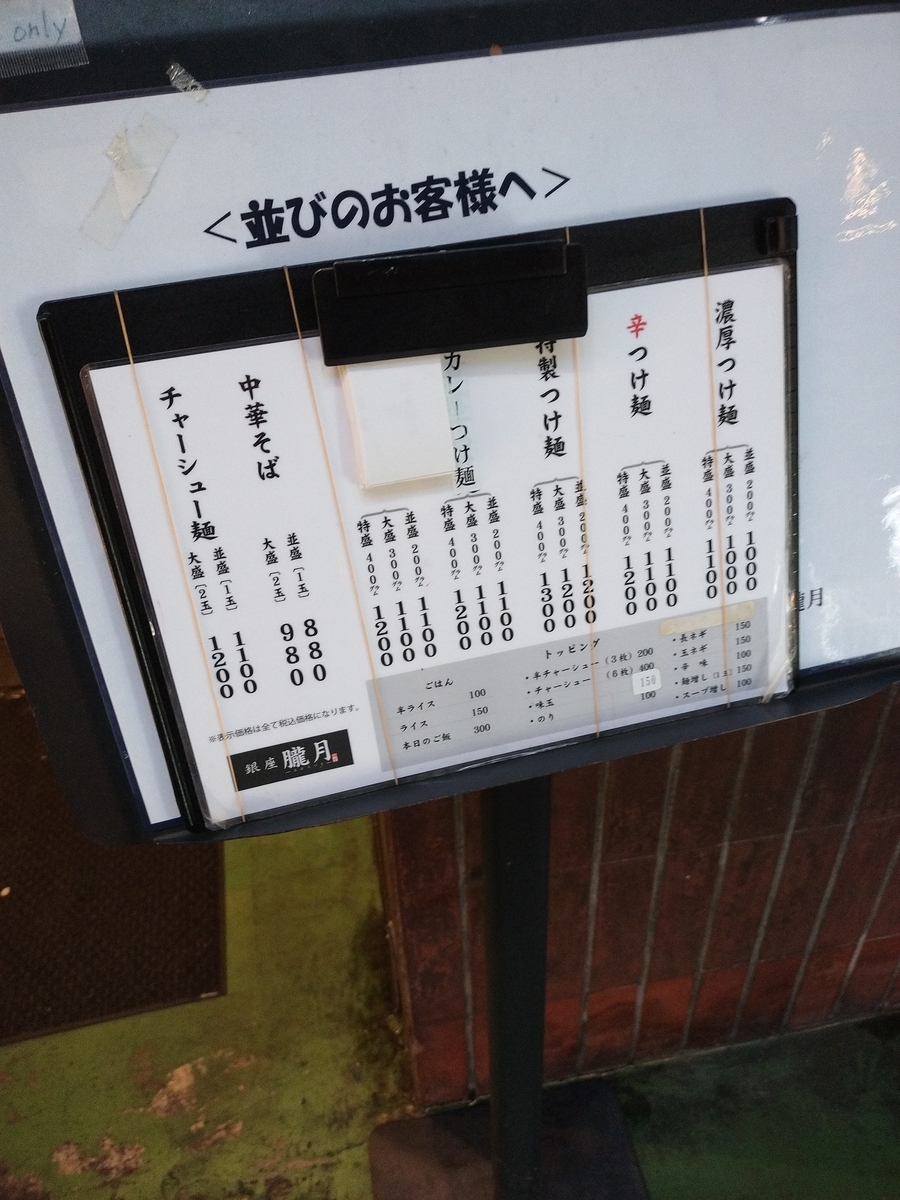 only
＜並びのお客様へ＞
濃厚つけ麺
並盛 200㌘ 1000
大盛 300㌘ 1000
特盛 400㌘ 1100
辛つけ麺
並盛 200㌘ 1100
大盛 300㌘ 1100
特盛 400㌘ 1200
特製つけ麺
並盛 200㌘ 1200
大盛 300㌘ 1200
特盛 400㌘ 1300
つけ麺
並盛 200㌘ 1100
大盛 300㌘ 1100
特盛 400㌘ 1200
並盛 200㌘ 1100
大盛 300㌘ 1100
特盛 400㌘ 1200
中華そば
並盛〔1玉〕 880
大盛〔2玉〕 980
チャーシュー麺
並盛〔1玉〕 1100
大盛〔2玉〕 1200
ごはん
半ライス 100
ライス 150
本日のご飯 300
トッピング
・半チャーシュー（3枚）200
・チャーシュー （6枚）400
・味玉 150
・のり 100
150
・長ネギ 150
・玉ネギ 100
・辛 味 100
・麺増し（1玉）150
・スープ増し 100
※表示価格は全て税込価格になります。
銀座 朧月
朧月